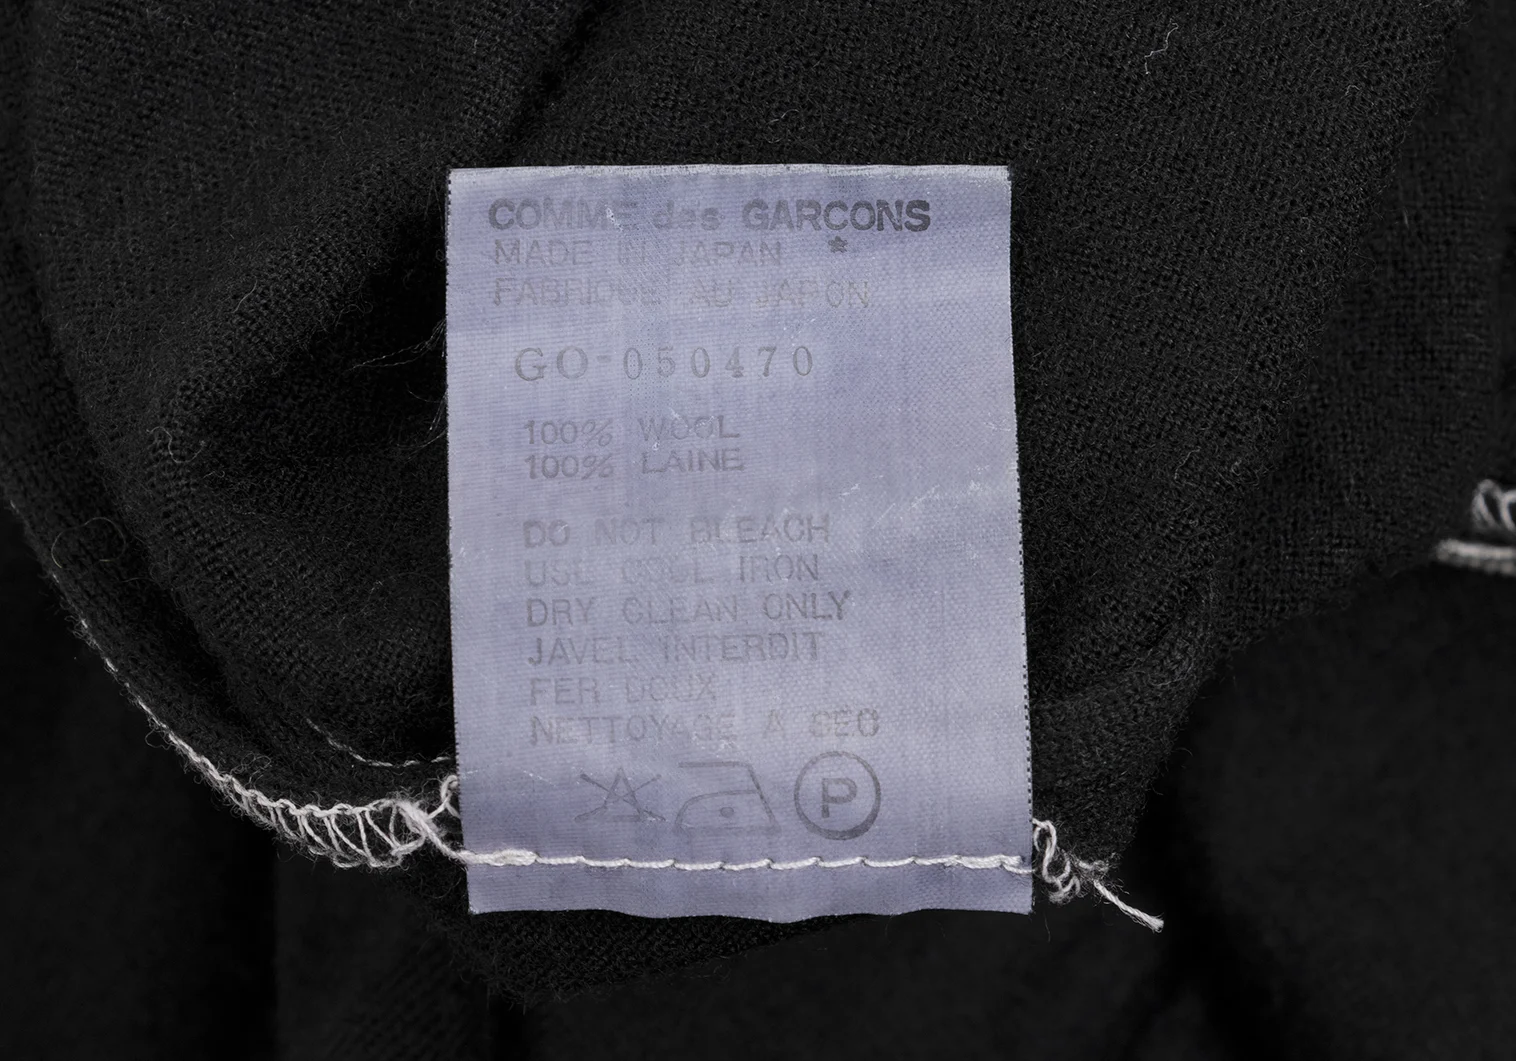 COMME des GARCONS
*
MADE IN JAPAN
FABRIQUE AU JAPON
GO-050470
100% WOOL
100% LAINE
DO NOT BLEACH
USE COOL IRON
DRY CLEAN ONLY
JAVEL INTERDIT
FER DOUX
NETTOYAGE A SEC
P